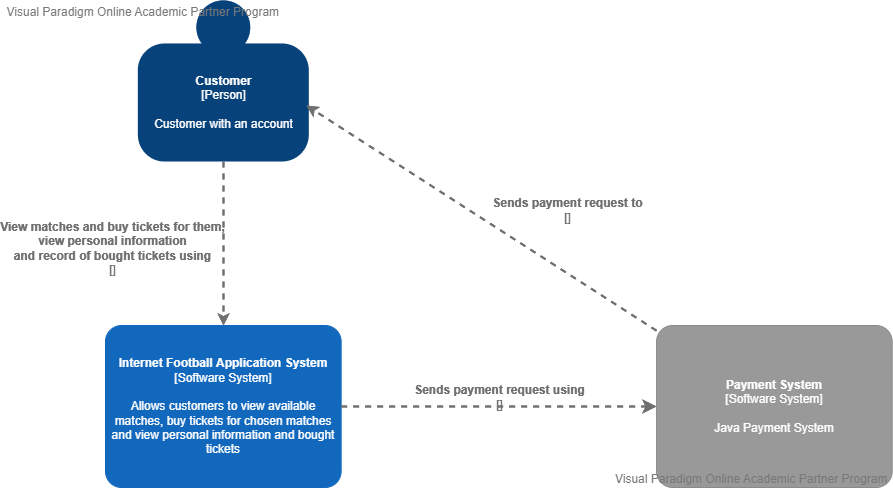 Visual Paradigm Online Academic Partner Program
Customer
[Person]
Customer with an account
Sends payment request to
[]
View matches and buy tickets for them,
view personal information
and record of bought tickets using
[]
Internet Football Application System
[Software System]
Allows customers to view available
matches, buy tickets for chosen matches
and view personal information and bought
tickets
Sends payment request using
[]
Payment System
[Software System]
Java Payment System
Visual Paradigm Online Academic Partner Program